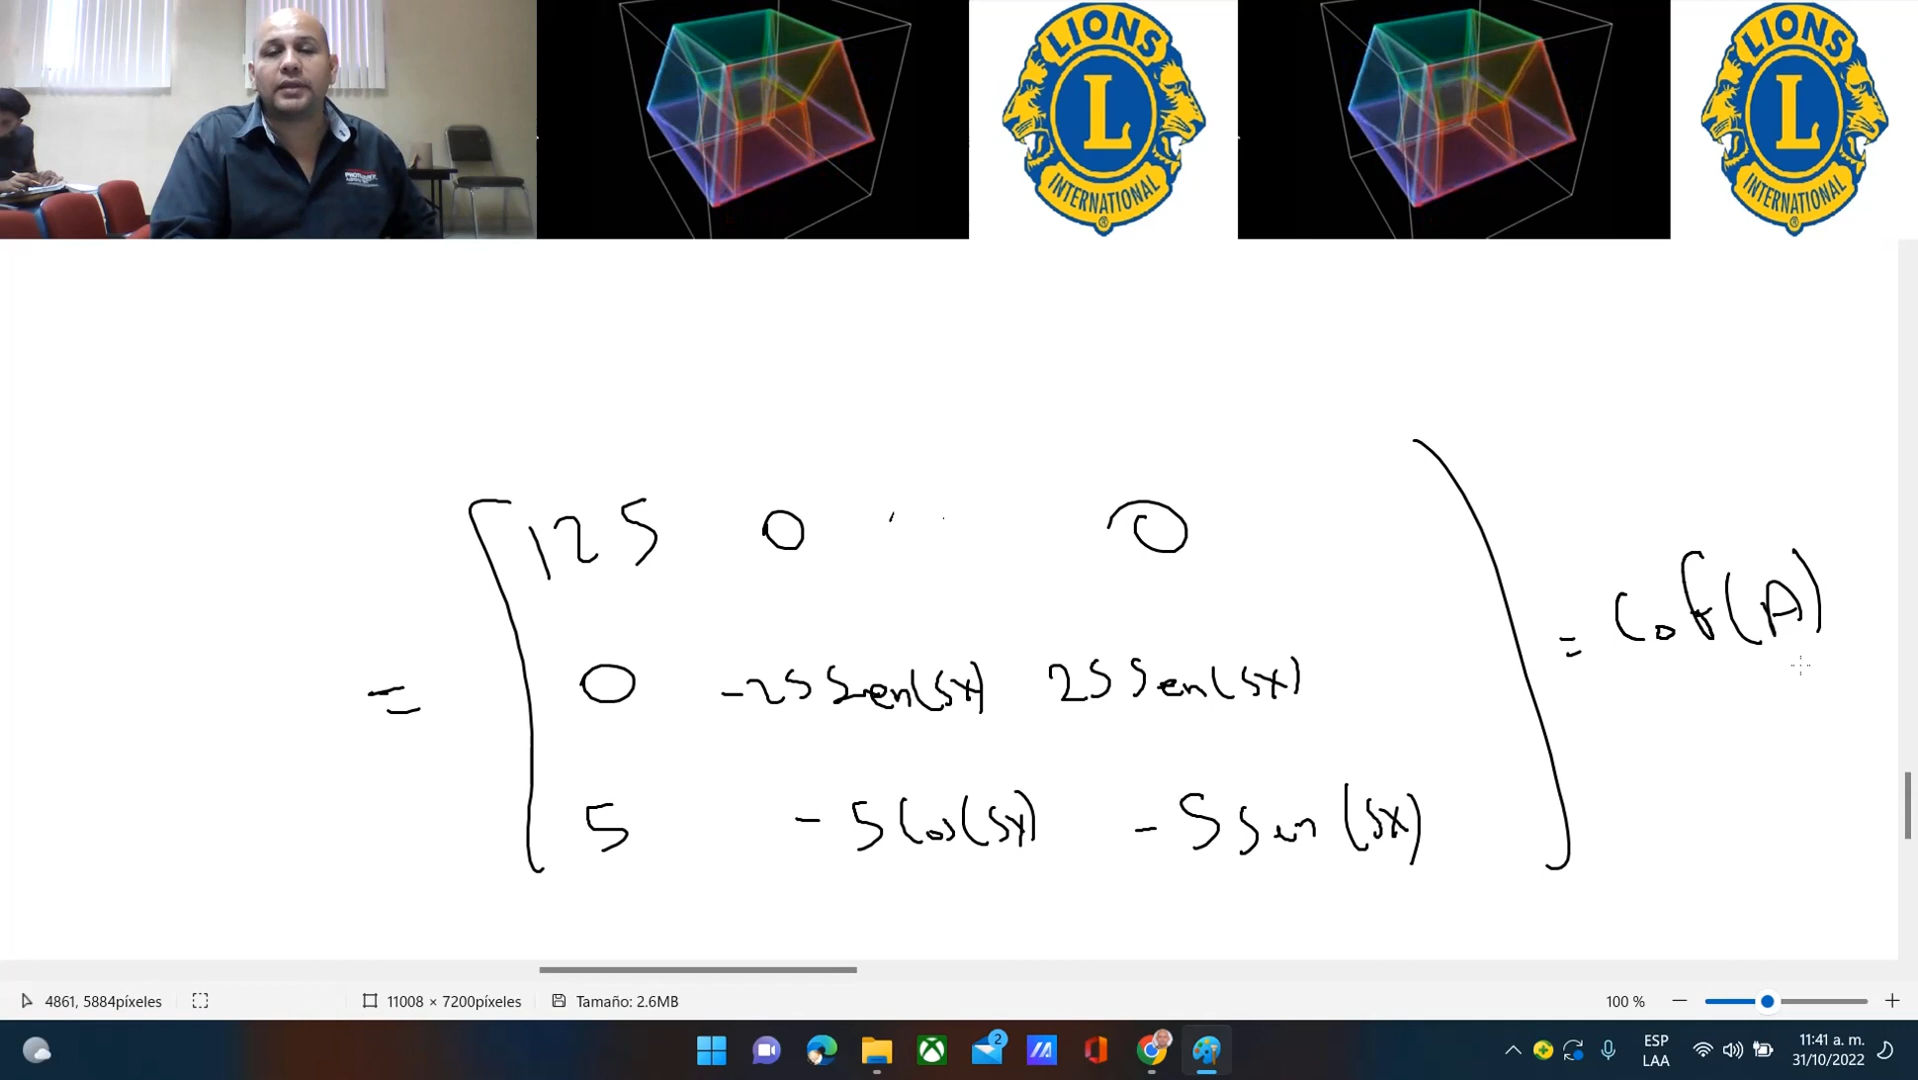 LIONS
L
INTERNATIONAL
®
LIONS
L
INTERNATIONAL
®
= [ 125 0 0 ]
0 -25 Sen(5x) 25 Sen(5x) = Cof(A)
5 - 5 Cos(5x) - 5 Sen (5x)
4861, 5884píxeles
11008 × 7200píxeles
Tamaño: 2.6MB
100 %
2
ESP
LAA
11:41 a. m.
31/10/2022